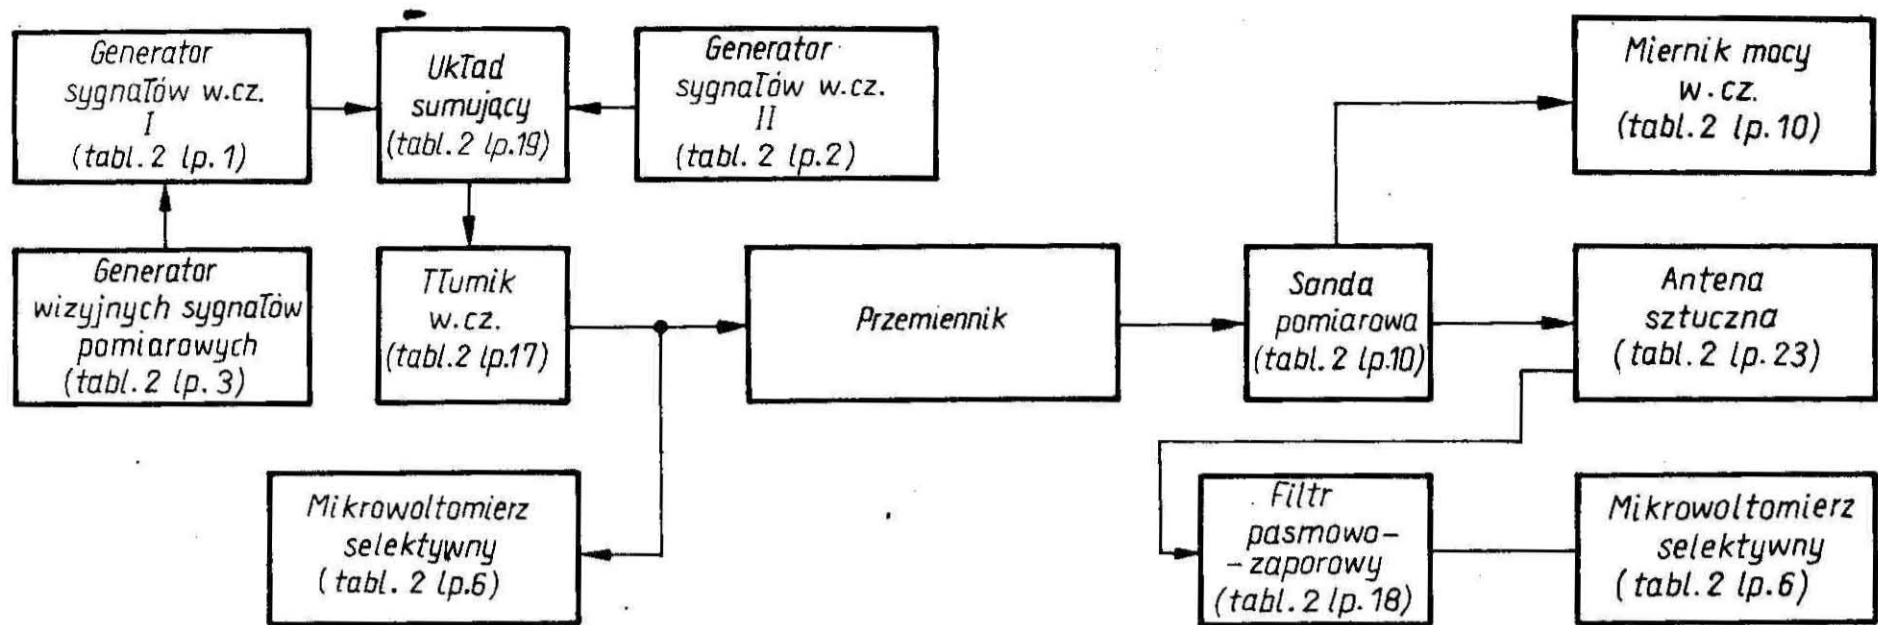 Generator
sygnałów w.cz.
I
(tabl. 2 lp. 1)
Układ
sumujący
(tabl. 2 lp. 19)
Generator
sygnałów w.cz.
II
(tabl. 2 lp. 2)
Miernik mocy
w.cz.
(tabl. 2 lp. 10)
Generator
wizyjnych sygnałów
pomiarowych
(tabl. 2 lp. 3)
Tłumik
w.cz.
(tabl. 2 lp. 17)
Przemiennik
Sonda
pomiarowa
(tabl. 2 lp. 10)
Antena
sztuczna
(tabl. 2 lp. 23)
Mikrowoltomierz
selektywny
(tabl. 2 lp. 6)
Filtr
pasmowo-
-zaporowy
(tabl. 2 lp. 18)
Mikrowoltomierz
selektywny
(tabl. 2 lp. 6)